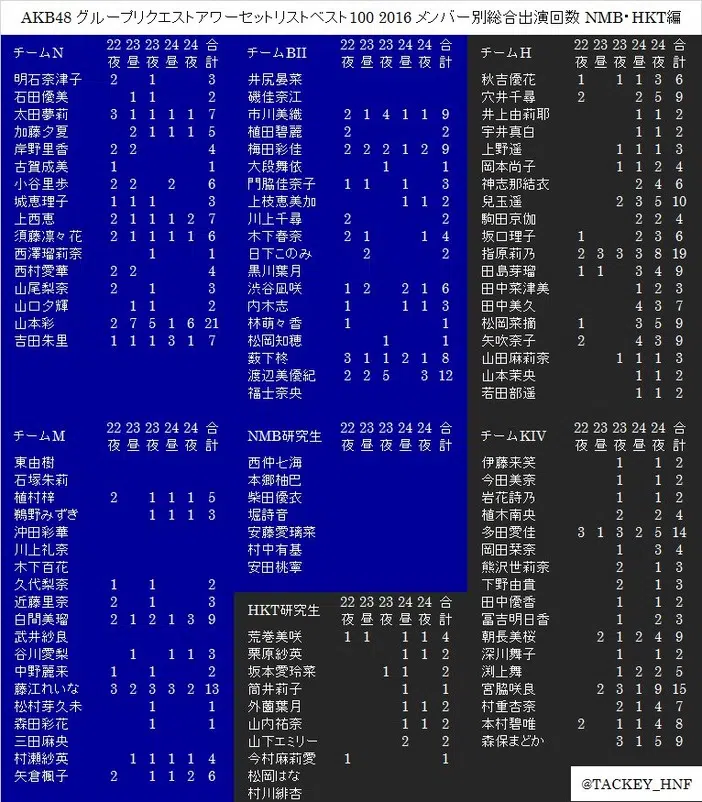 AKB48 グループリクエストアワーセットリストベスト100 2016 メンバー別総合出演回数 NMB・HKT編
チームN 22夜 23昼 23夜 24昼 24夜 合計
明石奈津子 2 1 3
石田優美 1 1 2
太田夢莉 3 1 1 1 1 7
加藤夕夏 2 1 1 1 5
岸野里香 2 2 4
古賀成美 1 1
小谷里歩 2 2 2 6
城恵理子 1 1 1 3
上西恵 2 1 1 1 2 7
須藤凛々花 2 1 1 1 1 6
西澤瑠莉奈 1 1
西村愛華 2 2 4
山尾梨奈 2 1 3
山口夕輝 1 1 2
山本彩 2 7 5 1 6 21
吉田朱里 1 1 1 3 1 7
チームM 22夜 23昼 23夜 24昼 24夜 合計
東由樹
石塚朱莉
植村梓 2 1 1 1 5
鵜野みずき 1 1 1 3
沖田彩華
川上礼奈
木下百花
久代梨奈 1 1 2
近藤里奈 2 1 3
白間美瑠 2 1 2 1 3 9
武井紗良
谷川愛梨 1 1 1 3
中野麗来 1 1 2
藤江れいな 3 2 3 3 2 13
松村芽久未 1 1
森田彩花 1 1
三田麻央
村瀬紗英 1 1 1 1 4
矢倉楓子 2 1 1 2 6
チームBII 22夜 23昼 23夜 24昼 24夜 合計
井尻晏菜
磯佳奈江
市川美織 2 1 4 1 1 9
植田碧麗 2 2
梅田彩佳 2 2 2 1 2 9
大段舞依 1 1
門脇佳奈子 1 1 1 3
上枝恵美加 1 1 2
川上千尋 2 2
木下春奈 2 1 1 4
日下このみ 2 2
黒川葉月
渋谷凪咲 1 2 2 1 6
内木志 1 1 1 3
林萌々香 1 1
松岡知穂 1 1
薮下柊 3 1 1 2 1 8
渡辺美優紀 2 2 5 3 12
福士奈央
NMB研究生 22夜 23昼 23夜 24昼 24夜 合計
西仲七海
本郷柚巴
柴田優衣
堀詩音
安藤愛璃菜
村中有基
安田桃寧
HKT研究生 22夜 23昼 23夜 24昼 24夜 合計
荒巻美咲 1 1 1 1 4
栗原紗英 1 1 2
坂本愛玲菜 1 1 2
筒井莉子 1 1
外薗葉月 1 1 2
山内祐奈 1 1 2
山下エミリー 2 2
今村麻莉愛 1 1
松岡はな
村川緋杏
チームH 22夜 23昼 23夜 24昼 24夜 合計
秋吉優花 1 1 1 3 6
穴井千尋 2 2 5 9
井上由莉耶 1 1 2
宇井真白 1 1 2
上野遥 1 1 1 3
岡本尚子 1 1 2 4
神志那結衣 2 4 6
兒玉遥 2 3 5 10
駒田京伽 2 2 4
坂口理子 1 2 3 6
指原莉乃 2 3 3 3 8 19
田島芽瑠 1 1 3 4 9
田中菜津美 1 2 3
田中美久 4 3 7
松岡菜摘 1 3 5 9
矢吹奈子 2 4 3 9
山田麻莉奈 1 1 1 3
山本茉央 1 1 2
若田部遥 1 1 2
チームKIV 22夜 23昼 23夜 24昼 24夜 合計
伊藤来笑 1 1 2
今田美奈 1 1 2
岩花詩乃 1 1 2
植木南央 2 2 4
多田愛佳 3 1 3 2 5 14
岡田栞奈 1 3 4
熊沢世莉奈 2 1 3
下野由貴 2 1 3
田中優香 1 1 2
冨吉明日香 1 2 3
朝長美桜 2 1 2 4 9
深川舞子 1 1 2
渕上舞 1 2 2 5
宮脇咲良 2 3 1 9 15
村重杏奈 2 1 4 7
本村碧唯 2 1 1 4 8
森保まどか 3 1 5 9
@TACKEY_HNF